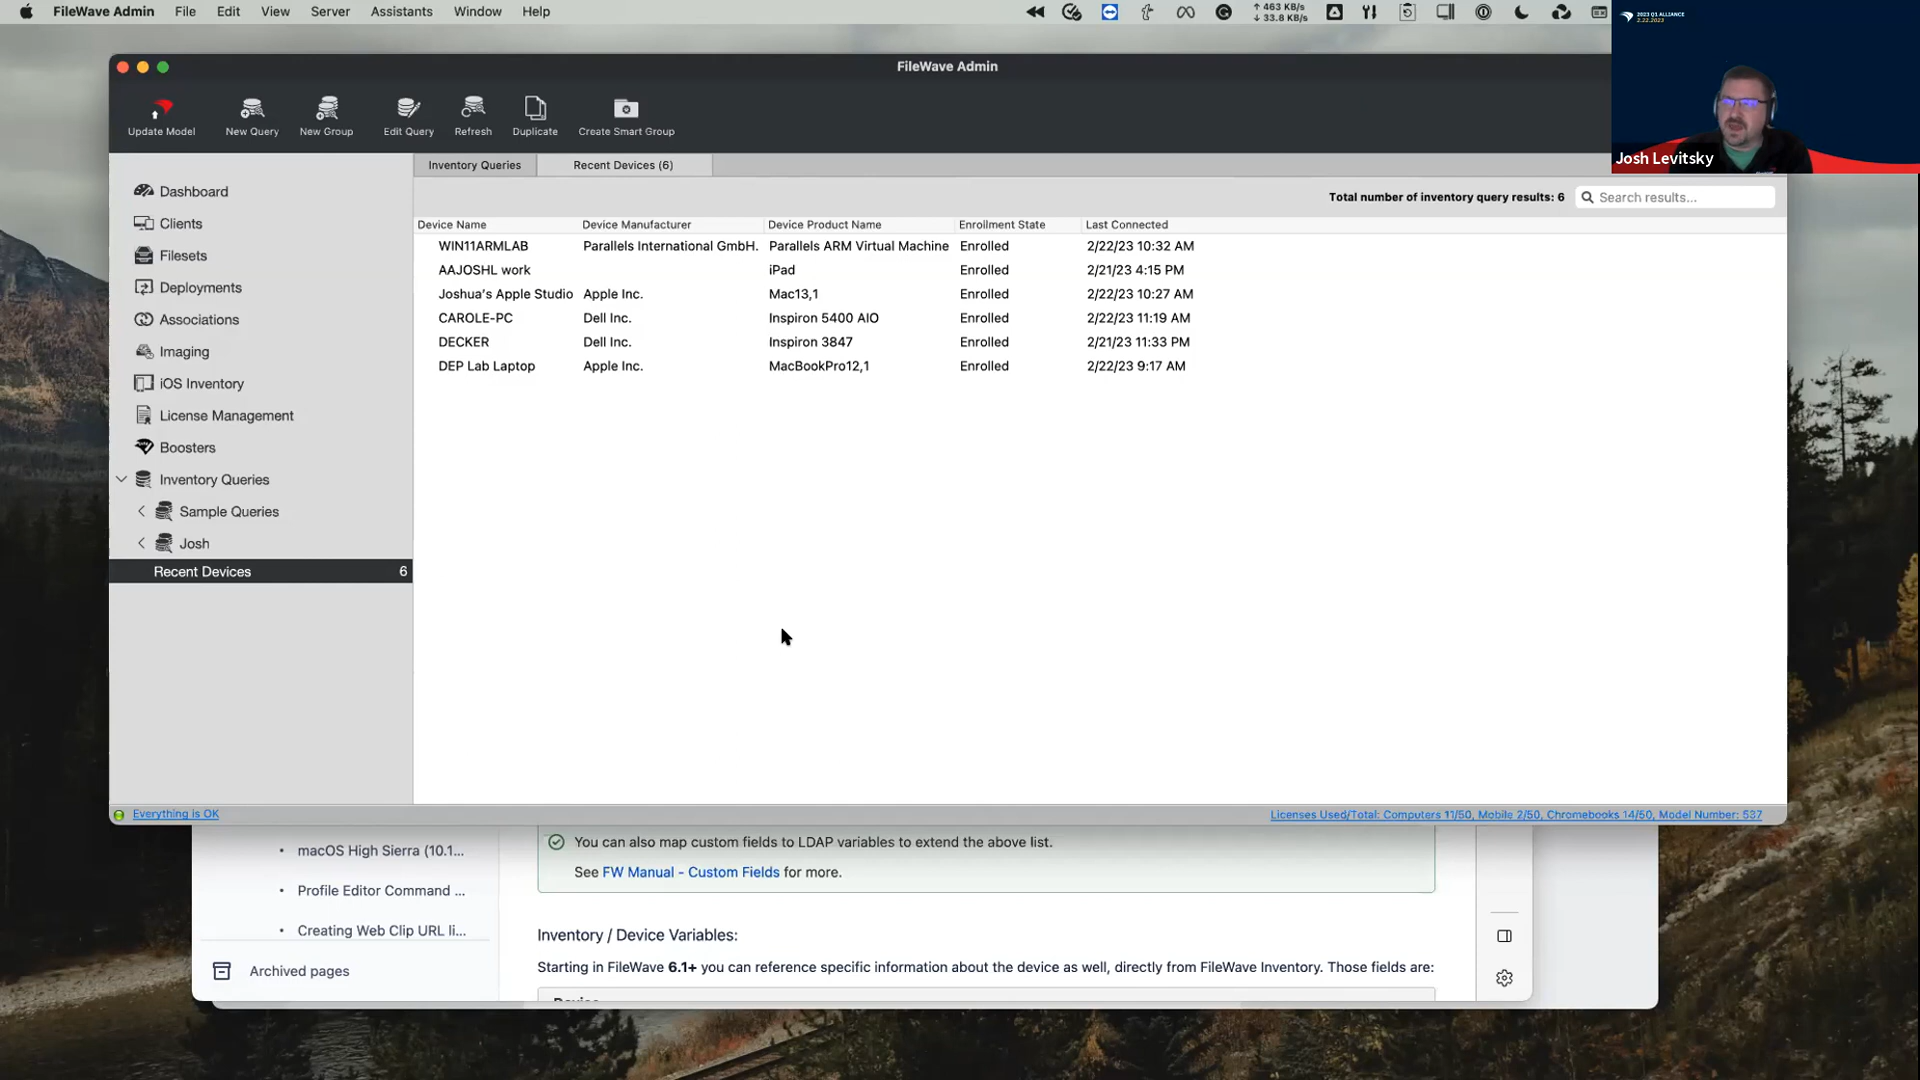 FileWave Admin File Edit View Server Assistants Window Help
↑ 463 KB/s
↓ 33.8 KB/s
2023 Q1 ALLIANCE
2.22.2023
FileWave Admin
Update Model New Query New Group Edit Query Refresh Duplicate Create Smart Group
Josh Levitsky
Inventory Queries Recent Devices (6)
Total number of inventory query results: 6 Search results...
Dashboard
Clients
Filesets
Deployments
Associations
Imaging
iOS Inventory
License Management
Boosters
Inventory Queries
Sample Queries
Josh
Recent Devices 6
Device Name Device Manufacturer Device Product Name Enrollment State Last Connected
WIN11ARMLAB Parallels International GmbH. Parallels ARM Virtual Machine Enrolled 2/22/23 10:32 AM
AAJOSHL work iPad Enrolled 2/21/23 4:15 PM
Joshua's Apple Studio Apple Inc. Mac13,1 Enrolled 2/22/23 10:27 AM
CAROLE-PC Dell Inc. Inspiron 5400 AIO Enrolled 2/22/23 11:19 AM
DECKER Dell Inc. Inspiron 3847 Enrolled 2/21/23 11:33 PM
DEP Lab Laptop Apple Inc. MacBookPro12,1 Enrolled 2/22/23 9:17 AM
Everything is OK
Licenses Used/Total: Computers 11/50, Mobile 2/50, Chromebooks 14/50, Model Number: 537
• macOS High Sierra (10.1...
• Profile Editor Command ...
• Creating Web Clip URL li...
Archived pages
You can also map custom fields to LDAP variables to extend the above list.
See FW Manual - Custom Fields for more.
Inventory / Device Variables:
Starting in FileWave 6.1+ you can reference specific information about the device as well, directly from FileWave Inventory. Those fields are: